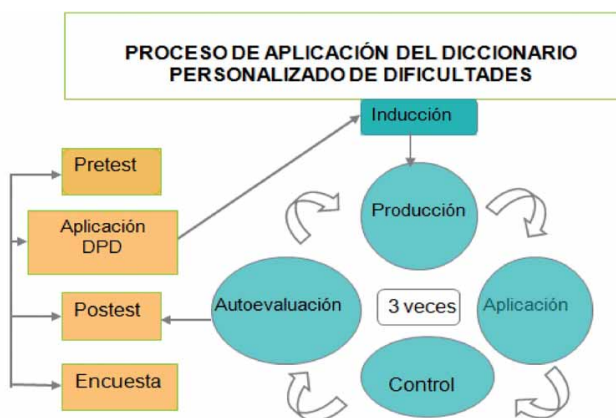 PROCESO DE APLICACIÓN DEL DICCIONARIO
PERSONALIZADO DE DIFICULTADES
Inducción
Pretest
Aplicación
DPD
Postest
Encuesta
Producción
Autoevaluación
3 veces
Aplicación
Control